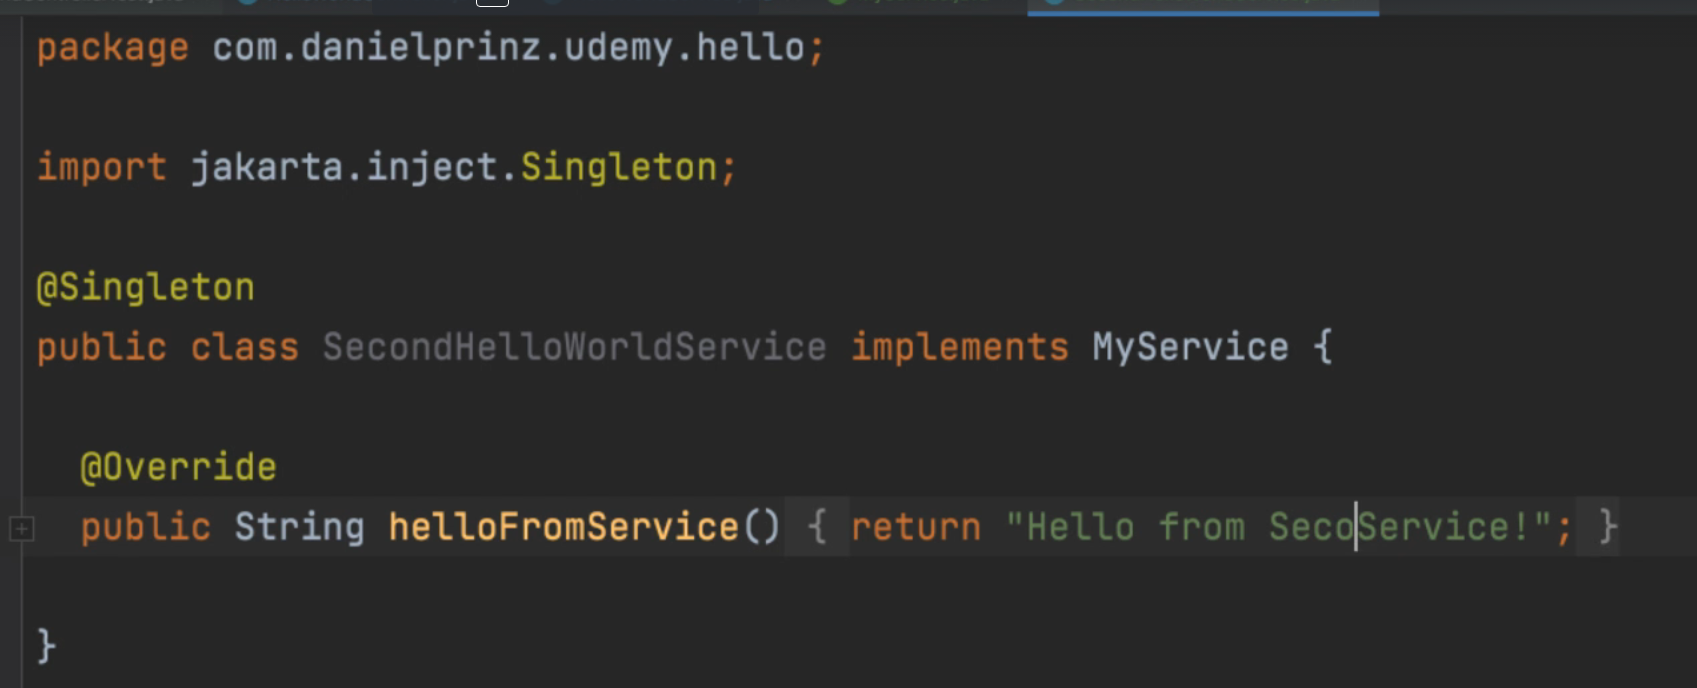 package com.danielprinz.udemy.hello;
import jakarta.inject.Singleton;
@Singleton
public class SecondHelloWorldService implements MyService {
@Override
public String helloFromService() { return "Hello from SecoService!"; }
}